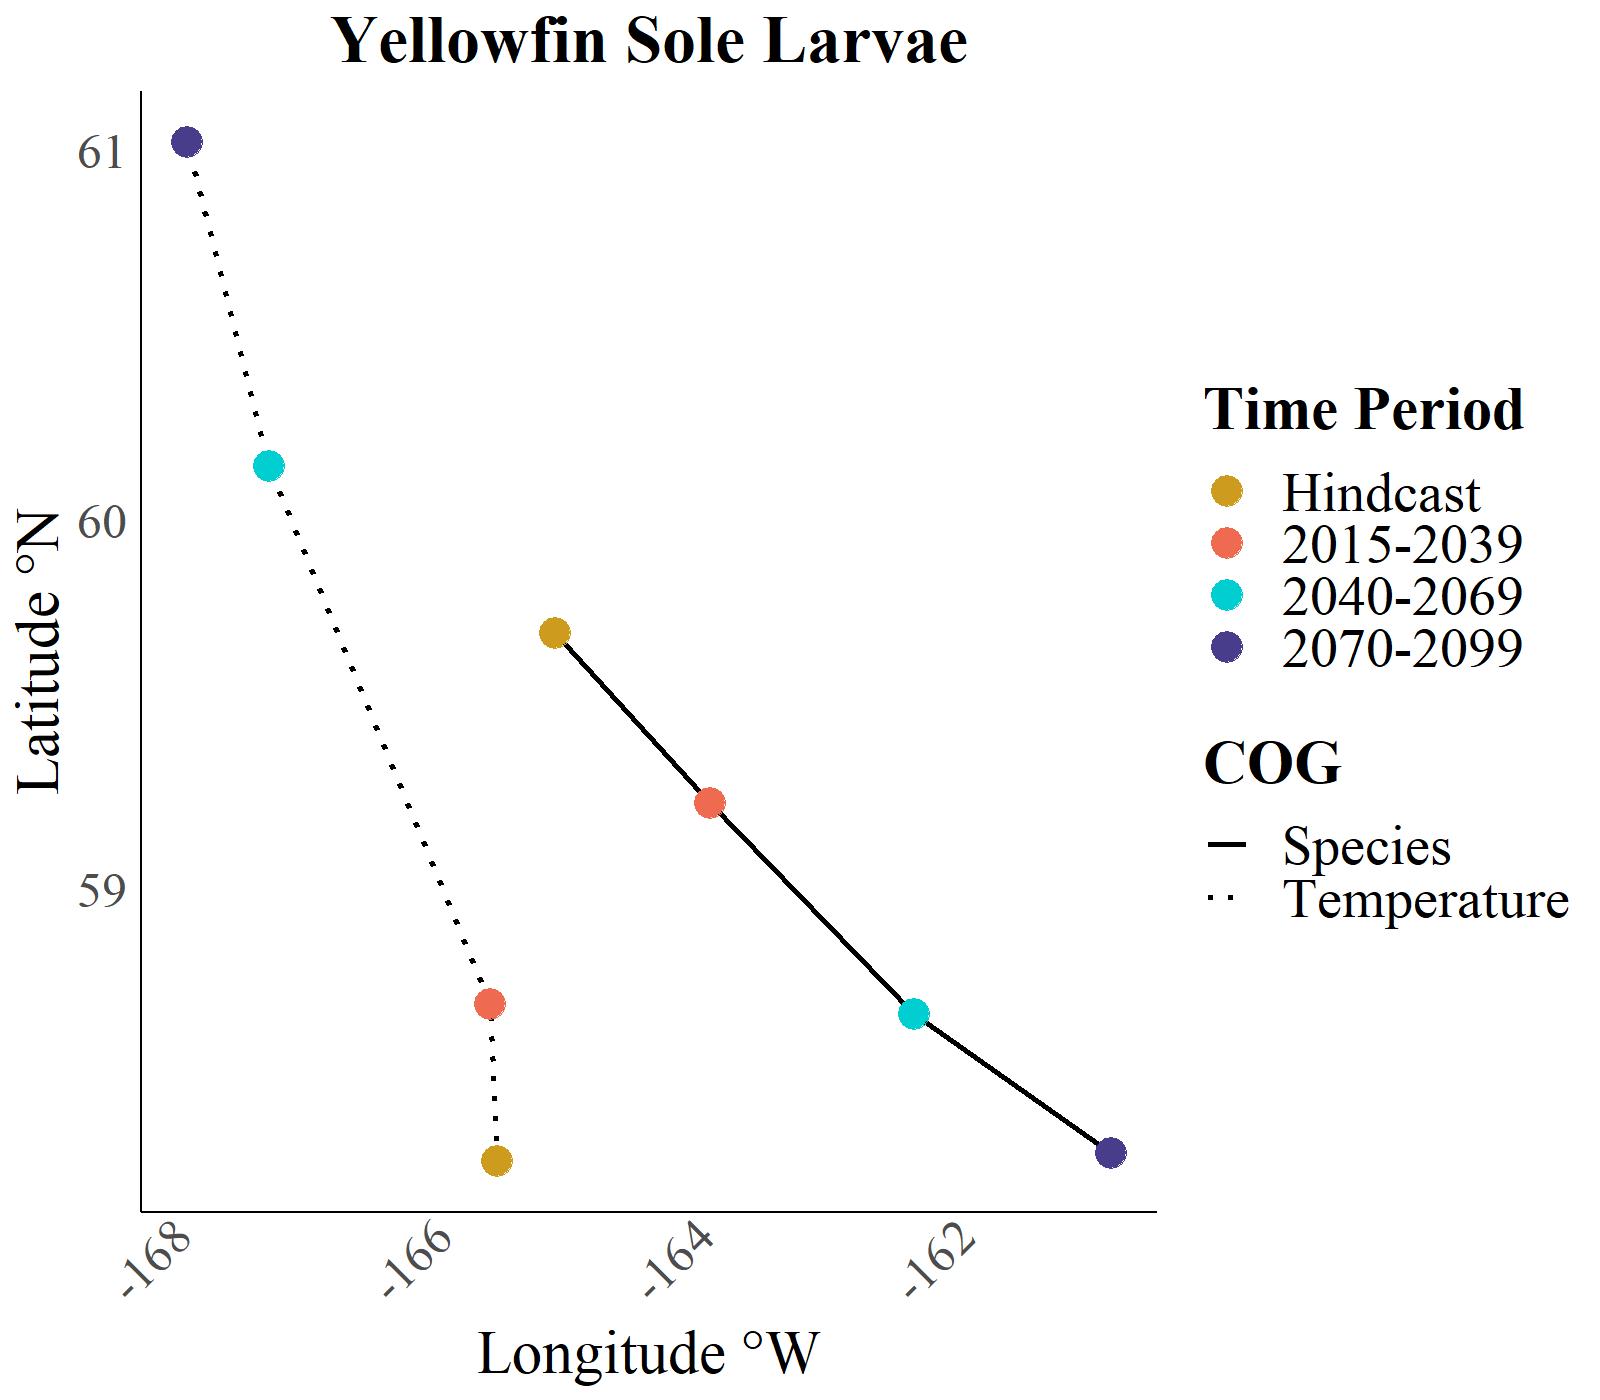 Yellowfin Sole Larvae
61
60
59
Latitude °N
-168
-166
-164
-162
Longitude °W
Time Period
Hindcast
2015-2039
2040-2069
2070-2099
COG
Species
Temperature